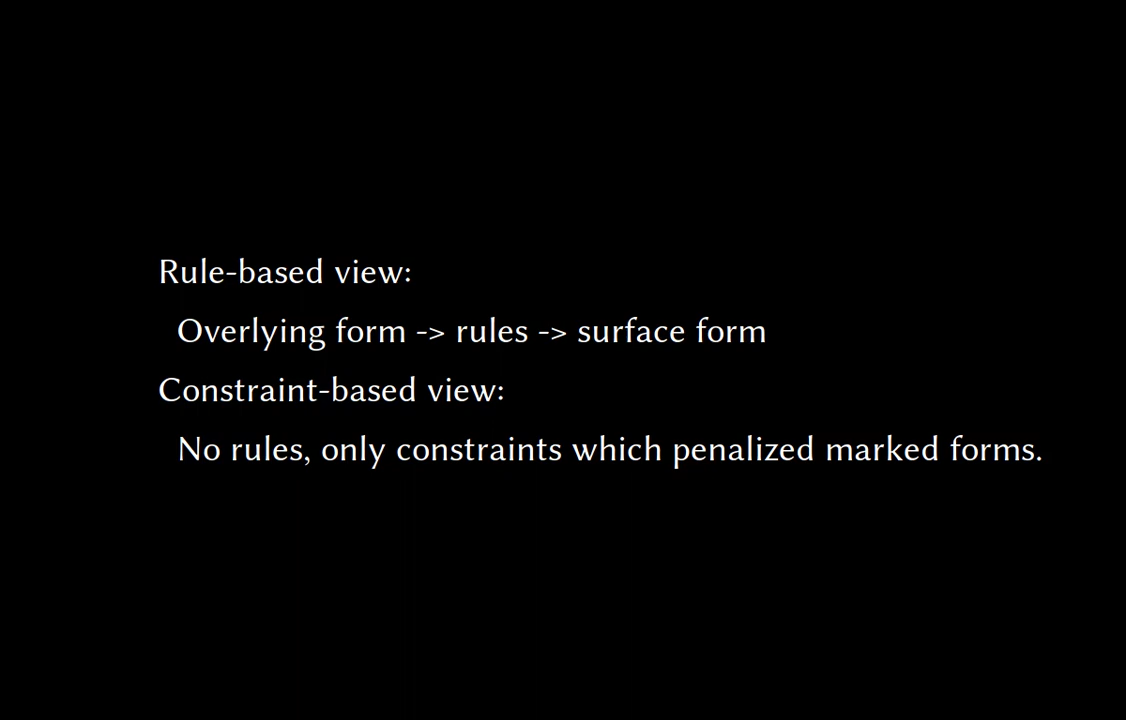 Rule-based view:
Overlying form -> rules -> surface form
Constraint-based view:
No rules, only constraints which penalized marked forms.